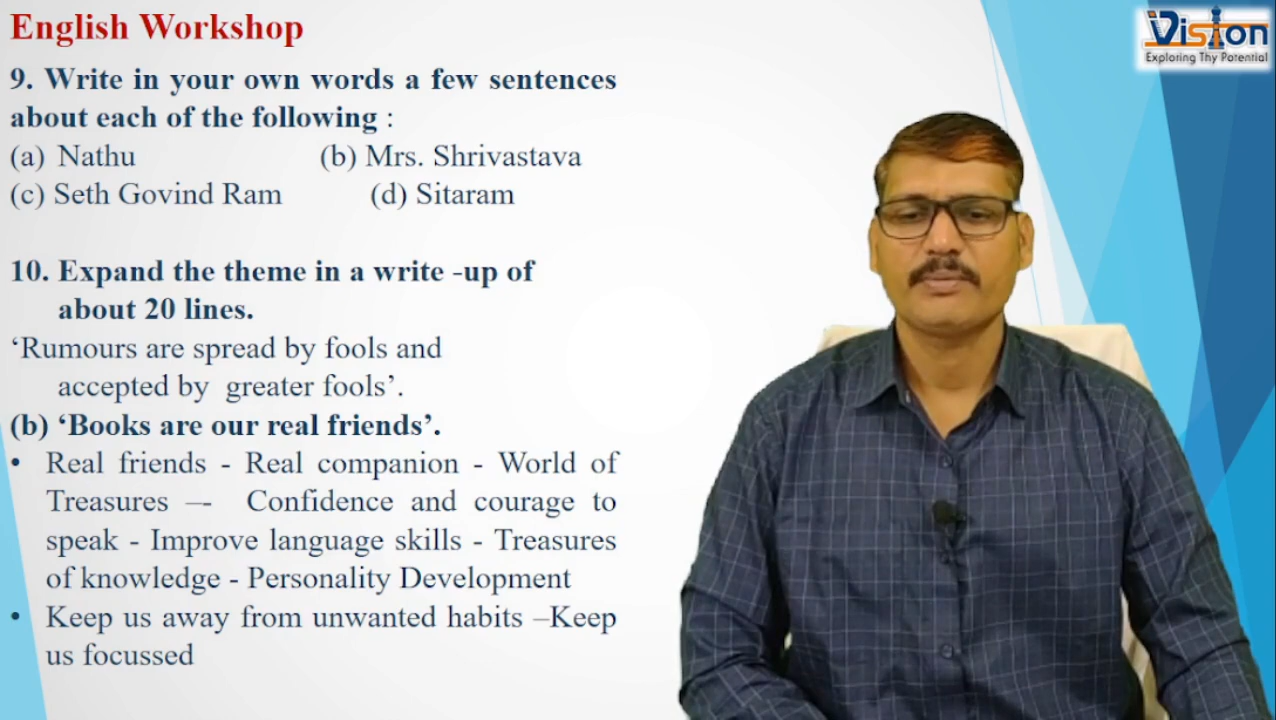 English Workshop
9. Write in your own words a few sentences
about each of the following :
(a) Nathu (b) Mrs. Shrivastava
(c) Seth Govind Ram (d) Sitaram
10. Expand the theme in a write -up of
about 20 lines.
‘Rumours are spread by fools and
accepted by greater fools’.
(b) ‘Books are our real friends’.
• Real friends - Real companion - World of
Treasures –- Confidence and courage to
speak - Improve language skills - Treasures
of knowledge - Personality Development
• Keep us away from unwanted habits –Keep
us focussed
Vision
Exploring Thy Potential